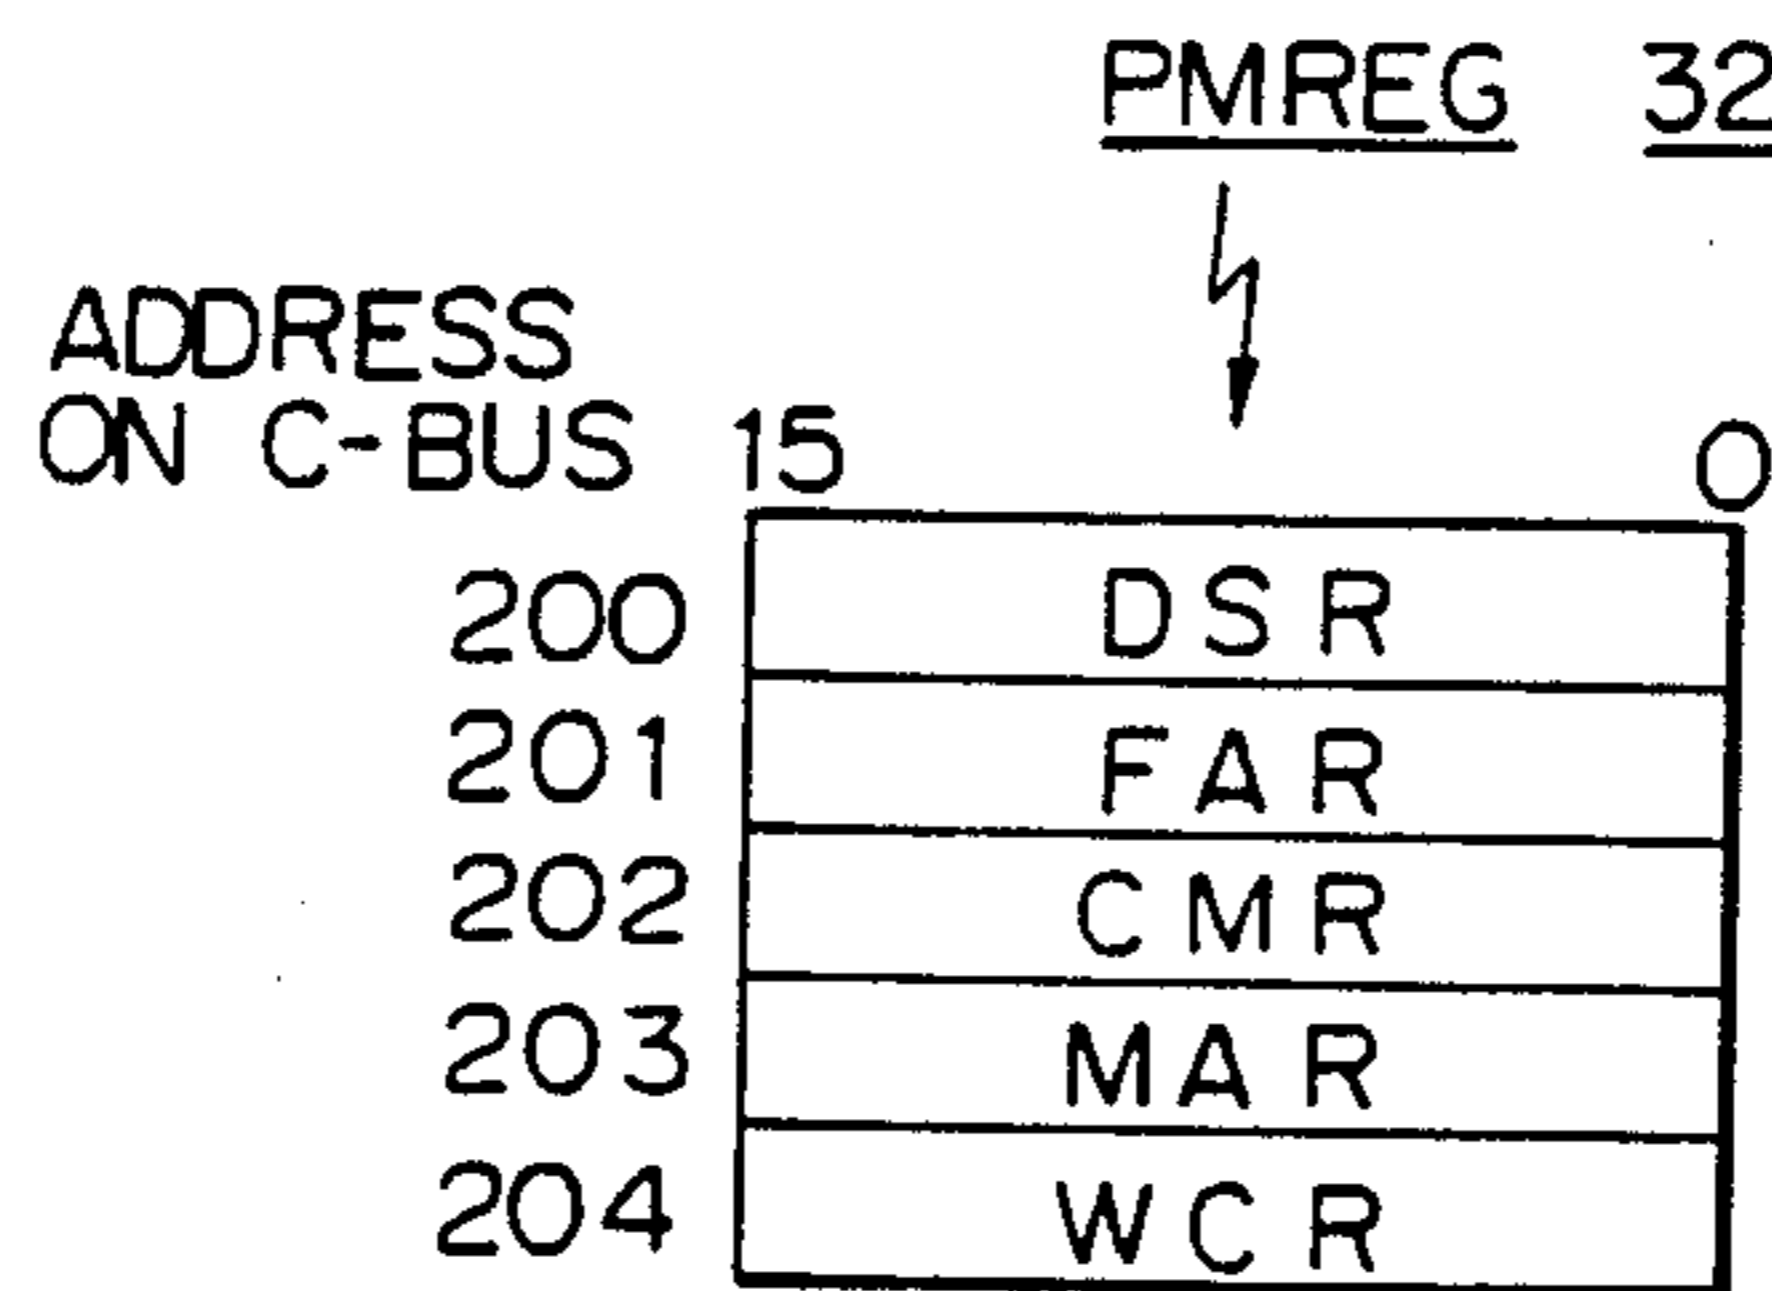 PMREG 32
ADDRESS
ON C-BUS 15 0
200 DSR
201 FAR
202 CMR
203 MAR
204 WCR